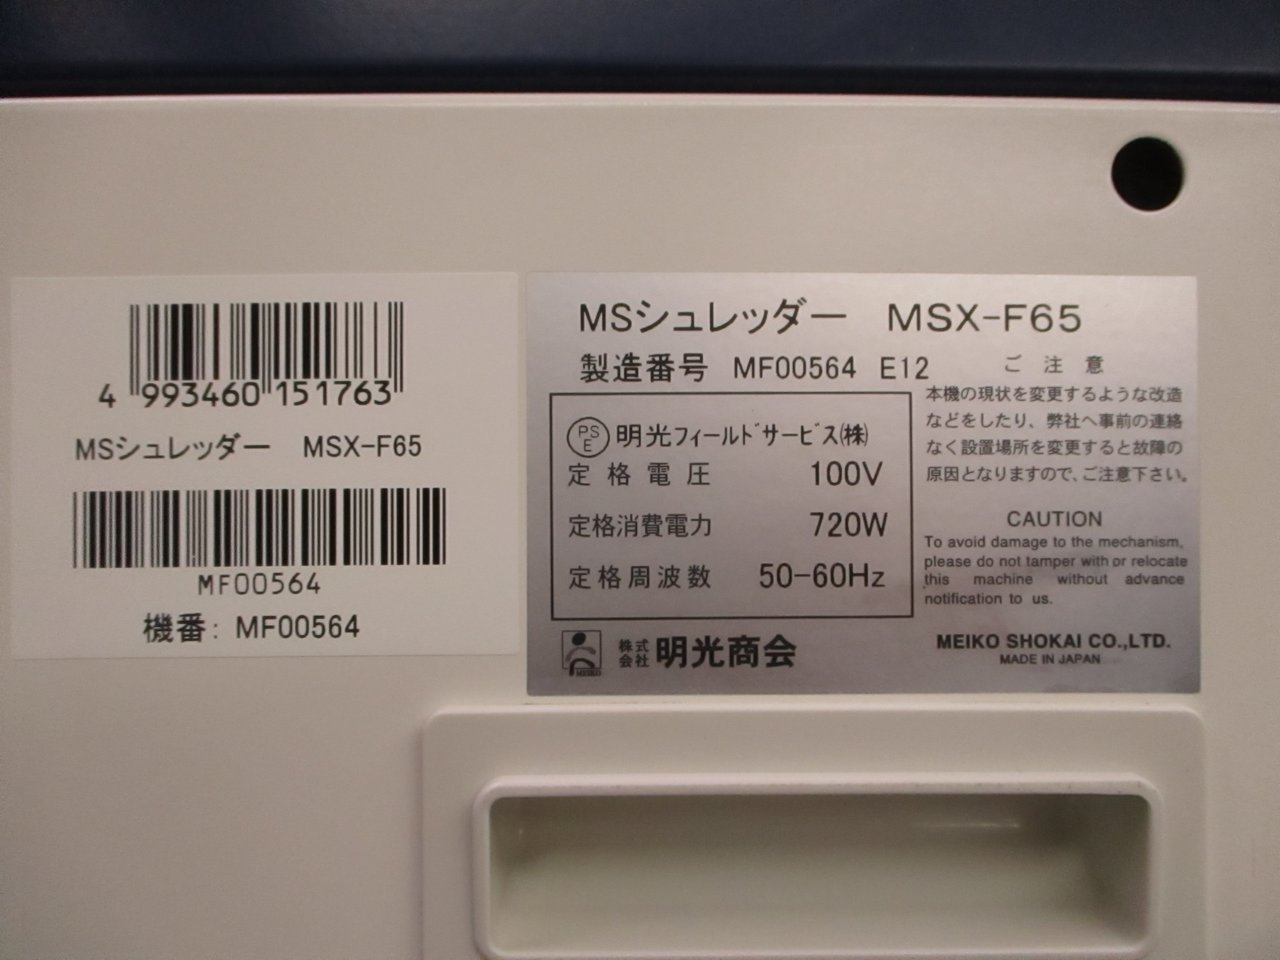 4 993460 151763
MSシュレッダー MSX-F65
MF00564
機番: MF00564
MSシュレッダー MSX-F65
製造番号 MF00564 E12
PSE 明光フィールドサービス(株)
定格電圧 100V
定格消費電力 720W
定格周波数 50-60Hz
ご注意
本機の現状を変更するような改造
などをしたり、弊社へ事前の連絡
なく設置場所を変更すると故障の
原因となりますので、ご注意下さい。
CAUTION
To avoid damage to the mechanism,
please do not tamper with or relocate
this machine without advance
notification to us.
MEIKO
株式会社 明光商会
MEIKO SHOKAI CO.,LTD.
MADE IN JAPAN